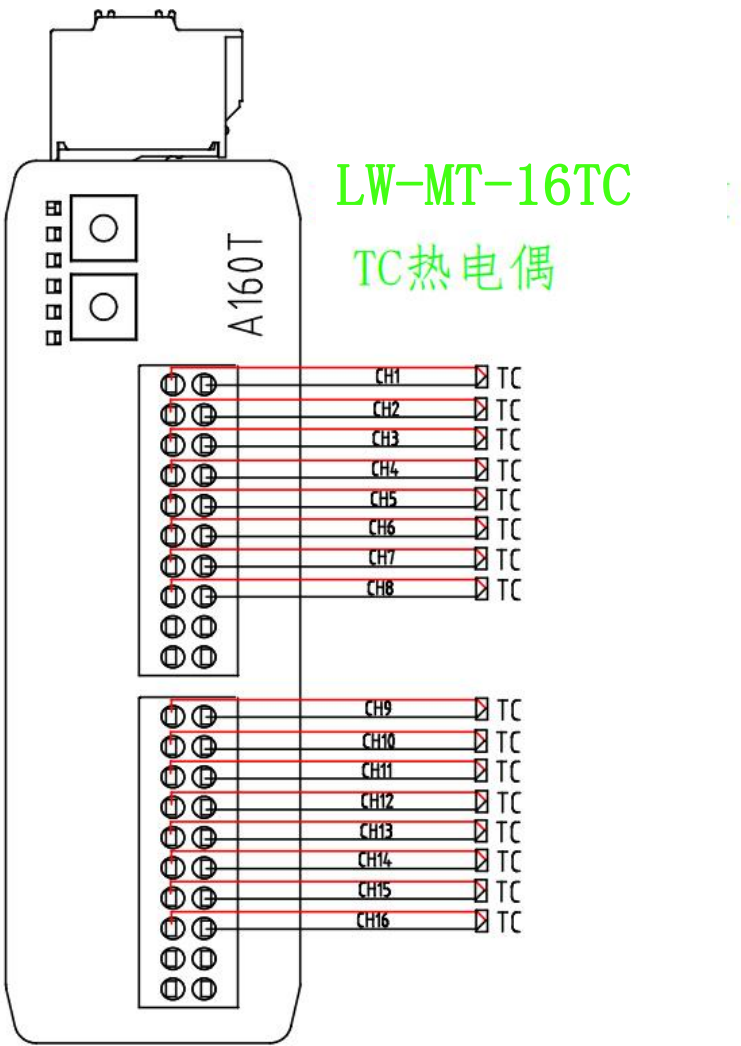 LW-MT-16TC
TC热电偶
A160T
CH1 TC
CH2 TC
CH3 TC
CH4 TC
CH5 TC
CH6 TC
CH7 TC
CH8 TC
CH9 TC
CH10 TC
CH11 TC
CH12 TC
CH13 TC
CH14 TC
CH15 TC
CH16 TC